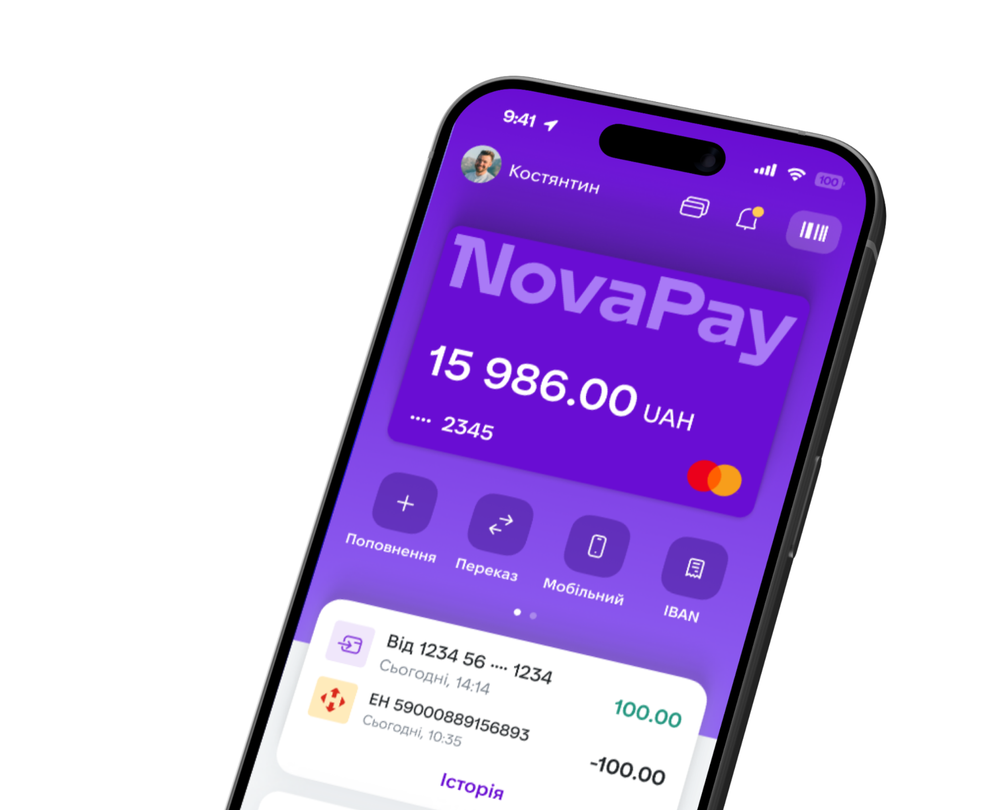 9:41
100
Костянтин
NovaPay
15 986.00 UAH
.... 2345
Поповнення
Переказ
Мобільний
IBAN
Від 1234 56 .... 1234
Сьогодні, 14:14
100.00
ЕН 59000889156893
Сьогодні, 10:35
-100.00
Історія